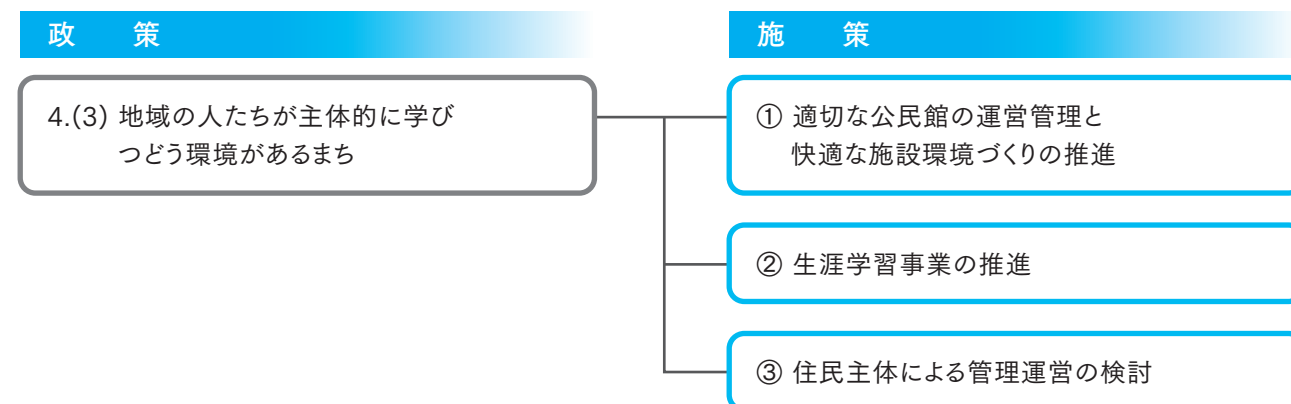 政　策
施　策
4.(3) 地域の人たちが主体的に学び
つどう環境があるまち
① 適切な公民館の運営管理と
快適な施設環境づくりの推進
② 生涯学習事業の推進
③ 住民主体による管理運営の検討